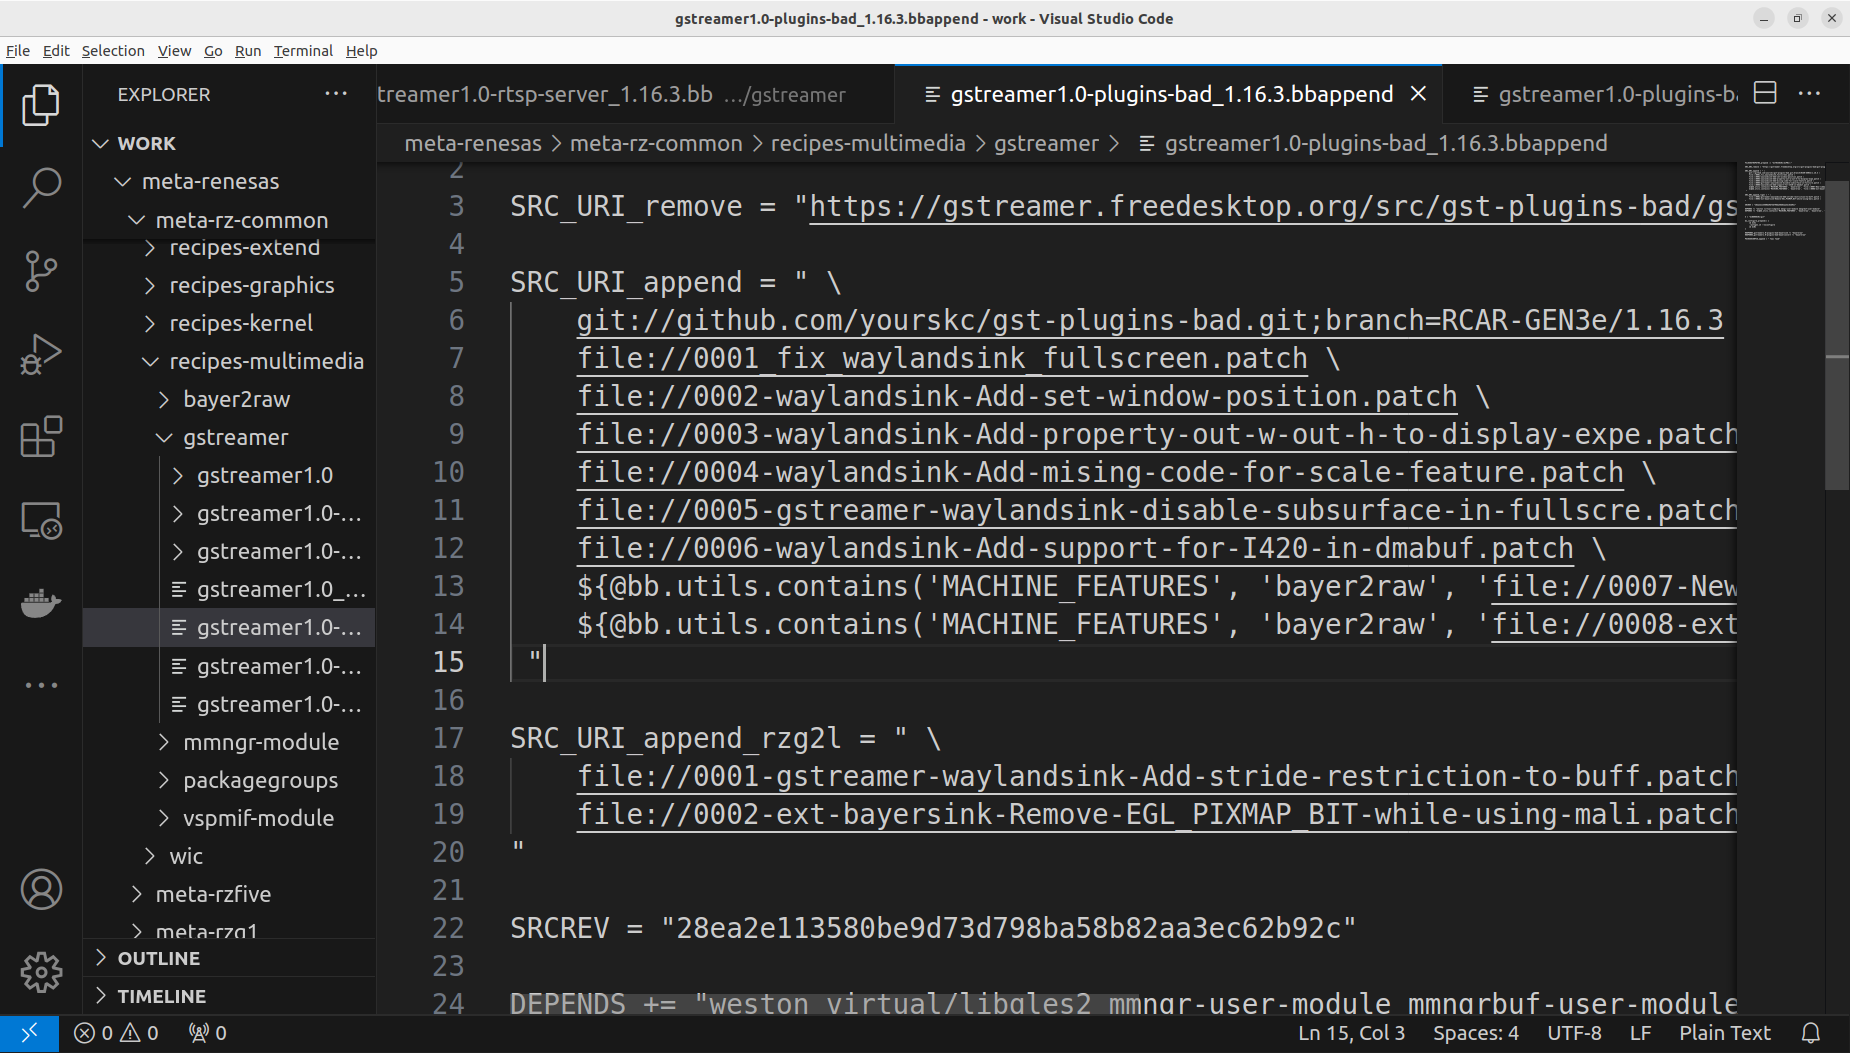 gstreamer1.0-plugins-bad_1.16.3.bbappend - work - Visual Studio Code
File Edit Selection View Go Run Terminal Help
EXPLORER
treamer1.0-rtsp-server_1.16.3.bb …/gstreamer
gstreamer1.0-plugins-bad_1.16.3.bbappend
gstreamer1.0-plugins-ba
meta-renesas > meta-rz-common > recipes-multimedia > gstreamer > gstreamer1.0-plugins-bad_1.16.3.bbappend
WORK
meta-renesas
meta-rz-common
recipes-extend
recipes-graphics
recipes-kernel
recipes-multimedia
bayer2raw
gstreamer
gstreamer1.0
gstreamer1.0-...
gstreamer1.0-...
gstreamer1.0_...
gstreamer1.0-...
gstreamer1.0-...
gstreamer1.0-...
mmngr-module
packagegroups
vspmif-module
wic
meta-rzfive
meta-rzg1
OUTLINE
TIMELINE
2
3 SRC_URI_remove = "https://gstreamer.freedesktop.org/src/gst-plugins-bad/gs
4
5 SRC_URI_append = " \
6 git://github.com/yourskc/gst-plugins-bad.git;branch=RCAR-GEN3e/1.16.3
7 file://0001_fix_waylandsink_fullscreen.patch \
8 file://0002-waylandsink-Add-set-window-position.patch \
9 file://0003-waylandsink-Add-property-out-w-out-h-to-display-expe.patch
10 file://0004-waylandsink-Add-mising-code-for-scale-feature.patch \
11 file://0005-gstreamer-waylandsink-disable-subsurface-in-fullscre.patch
12 file://0006-waylandsink-Add-support-for-I420-in-dmabuf.patch \
13 ${@bb.utils.contains('MACHINE_FEATURES', 'bayer2raw', 'file://0007-New
14 ${@bb.utils.contains('MACHINE_FEATURES', 'bayer2raw', 'file://0008-ext
15 "
16
17 SRC_URI_append_rzg2l = " \
18 file://0001-gstreamer-waylandsink-Add-stride-restriction-to-buff.patch
19 file://0002-ext-bayersink-Remove-EGL_PIXMAP_BIT-while-using-mali.patch
20 "
21
22 SRCREV = "28ea2e113580be9d73d798ba58b82aa3ec62b92c"
23
24 DEPENDS += "weston virtual/libgles2 mmngr-user-module mmngrbuf-user-module
0 0 0
Ln 15, Col 3 Spaces: 4 UTF-8 LF Plain Text